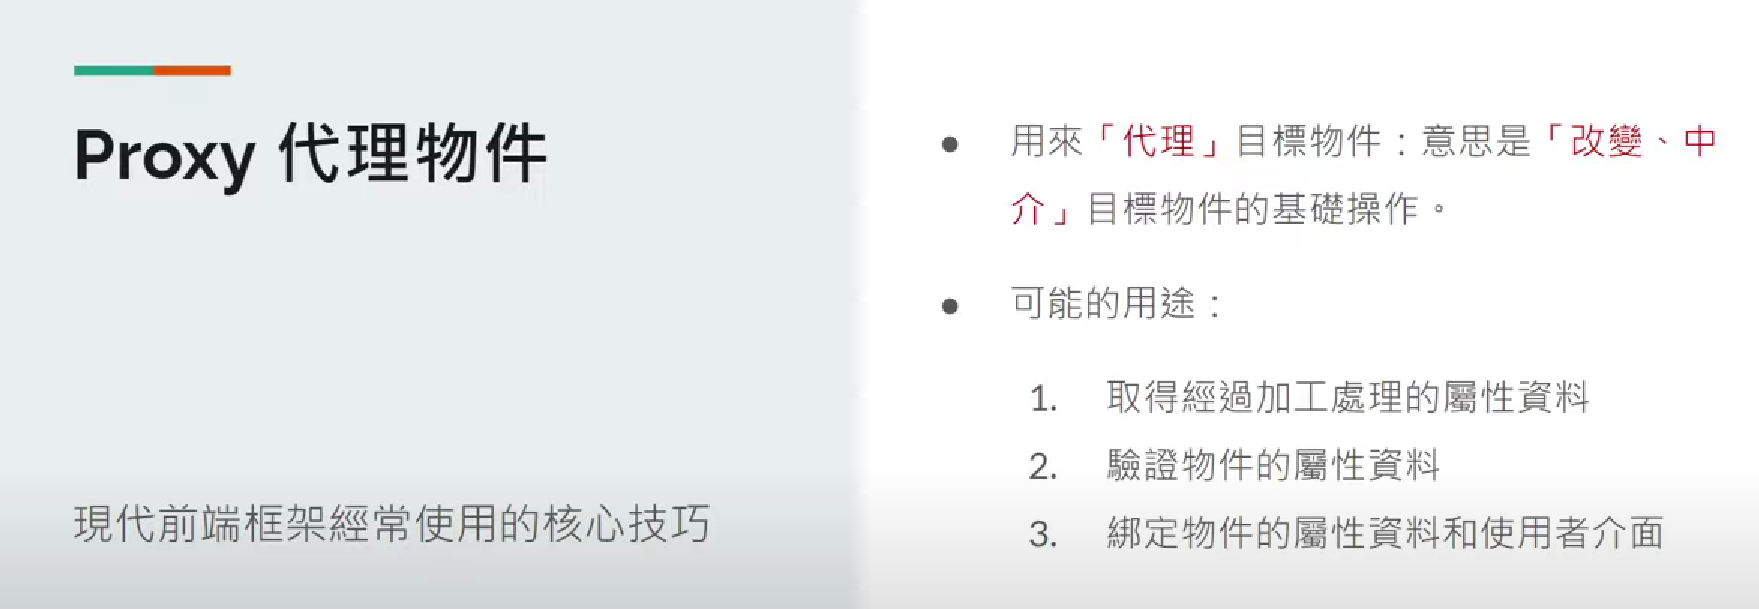 Proxy 代理物件
現代前端框架經常使用的核心技巧
● 用來「代理」目標物件：意思是「改變、中
介」目標物件的基礎操作。
● 可能的用途：
1. 取得經過加工處理的屬性資料
2. 驗證物件的屬性資料
3. 綁定物件的屬性資料和使用者介面